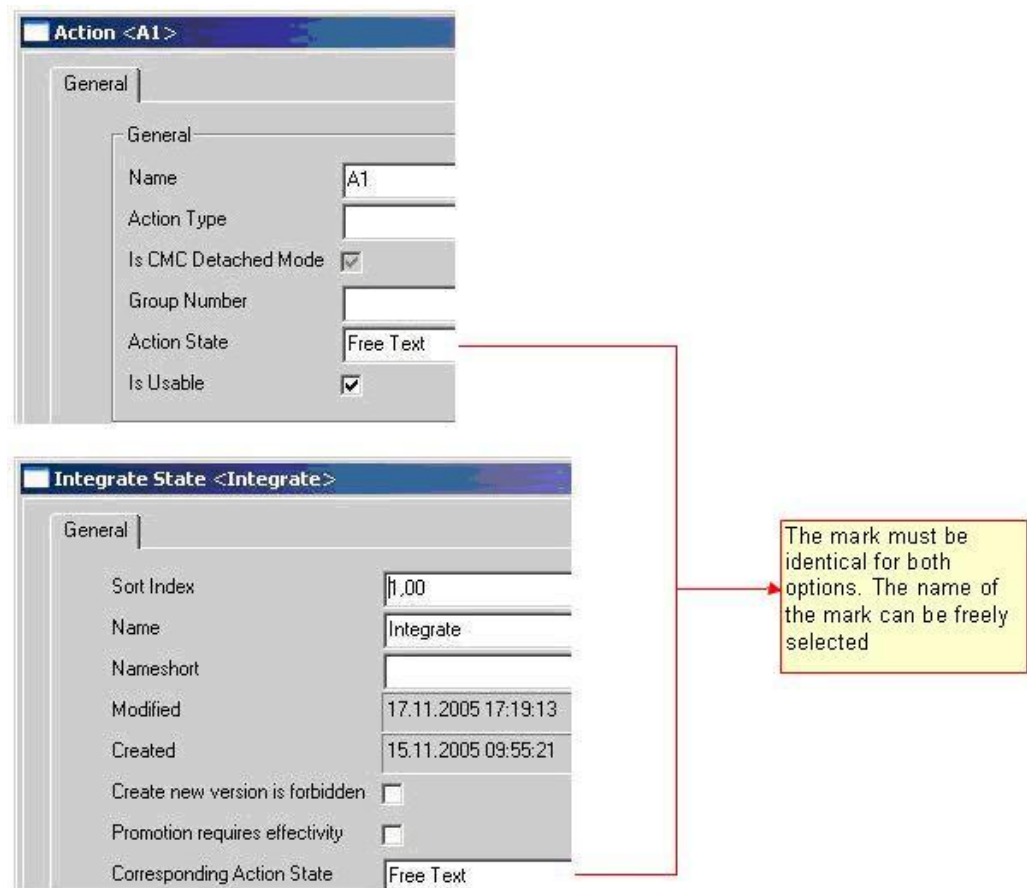 Action <A1>
General
General
Name A1
Action Type
Is CMC Detached Mode
Group Number
Action State Free Text
Is Usable
Integrate State <Integrate>
General
Sort Index 1,00
Name Integrate
Nameshort
Modified 17.11.2005 17:19:13
Created 15.11.2005 09:55:21
Create new version is forbidden
Promotion requires effectivity
Corresponding Action State Free Text
The mark must be
identical for both
options. The name of
the mark can be freely
selected